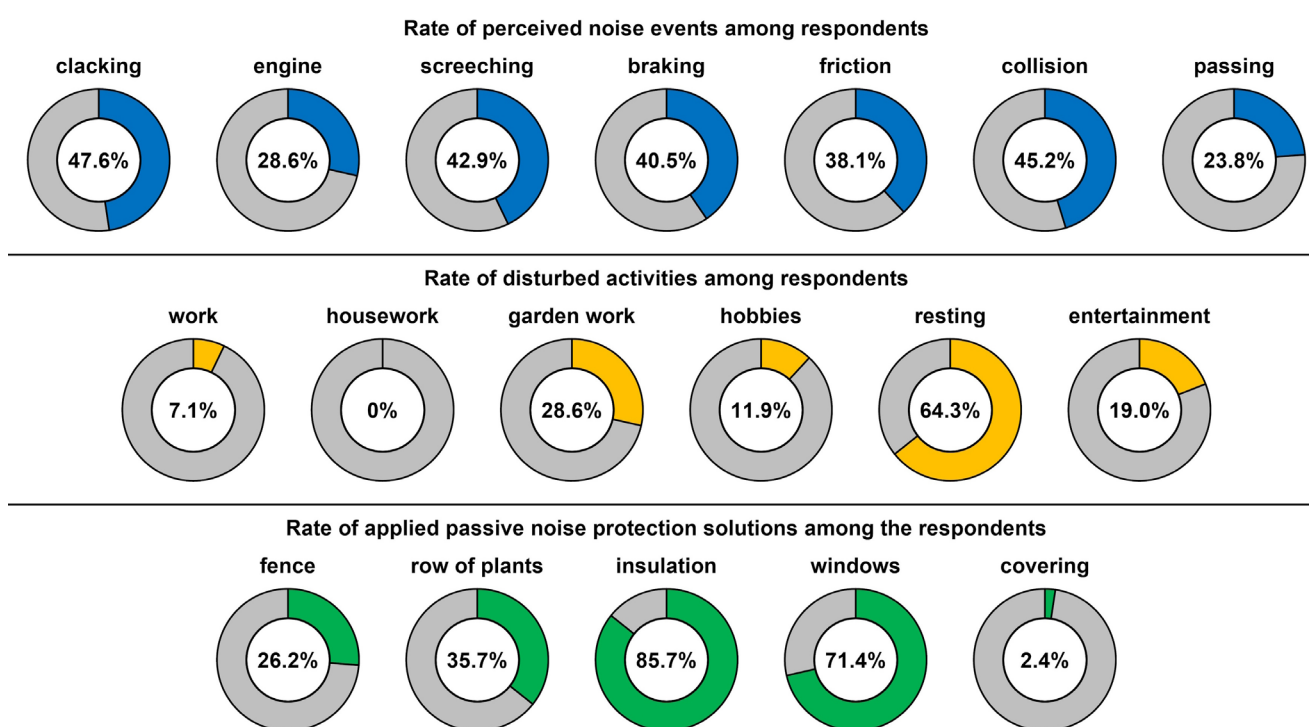 Rate of perceived noise events among respondents
clacking engine screeching braking friction collision passing
47.6% 28.6% 42.9% 40.5% 38.1% 45.2% 23.8%
Rate of disturbed activities among respondents
work housework garden work hobbies resting entertainment
7.1% 0% 28.6% 11.9% 64.3% 19.0%
Rate of applied passive noise protection solutions among the respondents
fence row of plants insulation windows covering
26.2% 35.7% 85.7% 71.4% 2.4%